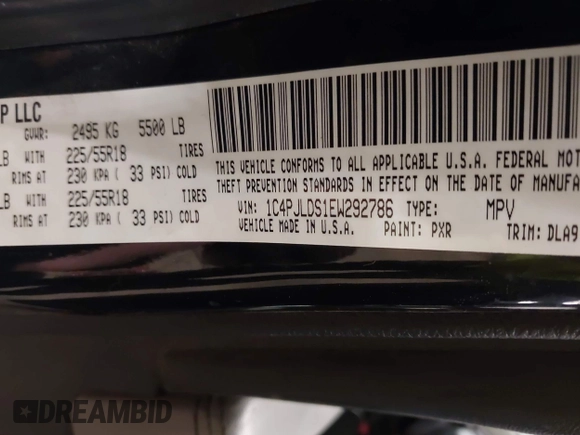 P LLC
GVWR: 2495 KG 5500 LB
LB WITH 225/55R18 TIRES
RIMS AT 230 KPA ( 33 PSI) COLD
LB WITH 225/55R18 TIRES
RIMS AT 230 KPA ( 33 PSI) COLD
THIS VEHICLE CONFORMS TO ALL APPLICABLE U.S.A. FEDERAL MOT
THEFT PREVENTION STANDARDS IN EFFECT ON THE DATE OF MANUFA
VIN: 1C4PJLDS1EW292786 TYPE: MPV
VEHICLE MADE IN U.S.A. PAINT: PXR TRIM: DLA9
DREAMBID